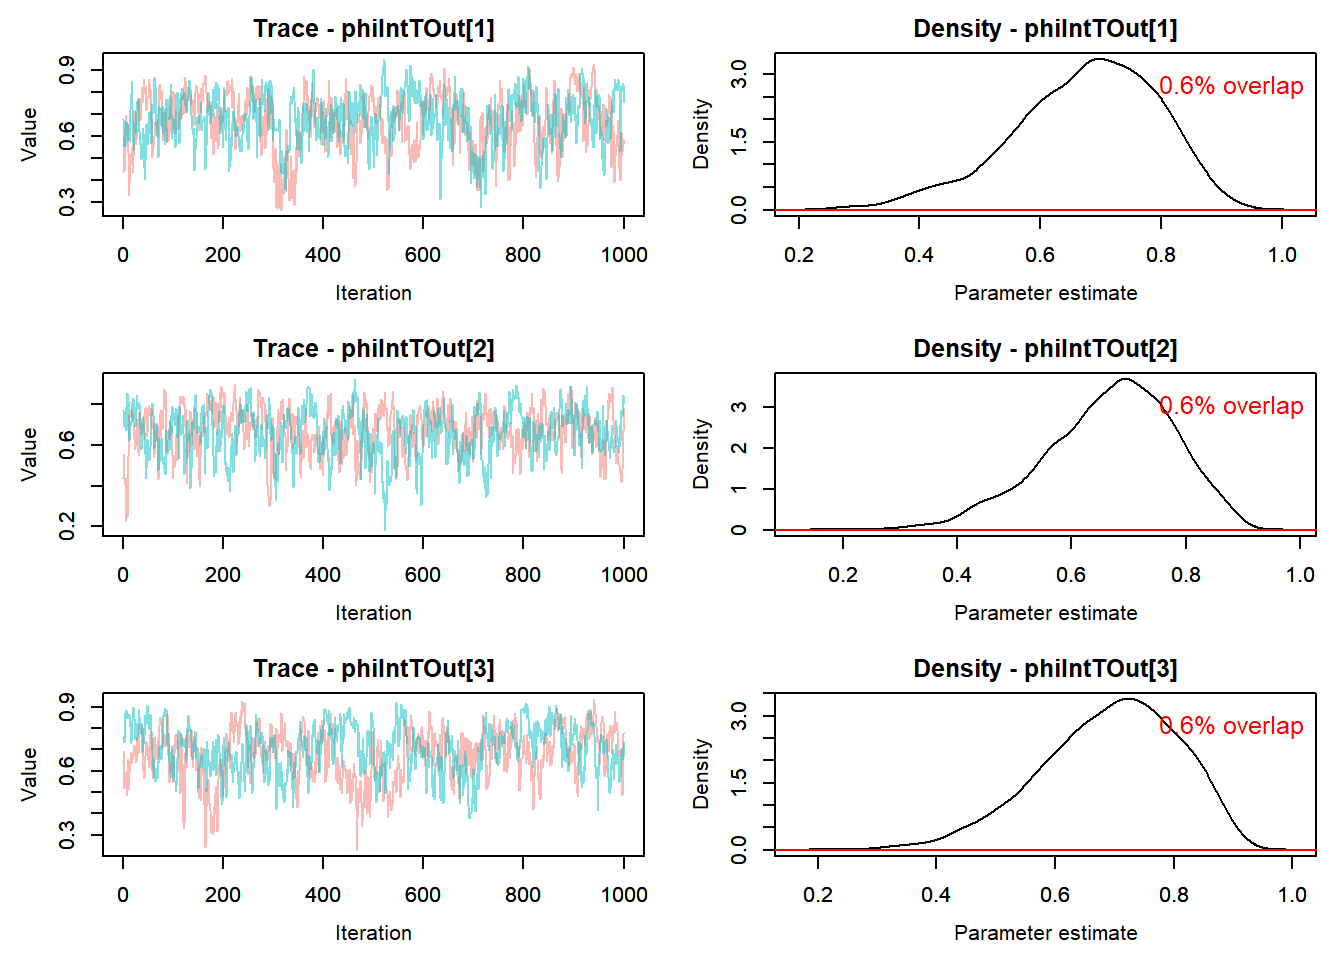 Trace - phiIntTOut[1]
Value
0.3
0.6
0.9
0
200
400
600
800
1000
Iteration
Density - phiIntTOut[1]
0.6% overlap
Density
0.0
1.5
3.0
0.2
0.4
0.6
0.8
1.0
Parameter estimate
Trace - phiIntTOut[2]
Value
0.2
0.6
0
200
400
600
800
1000
Iteration
Density - phiIntTOut[2]
0.6% overlap
Density
0
1
2
3
0.2
0.4
0.6
0.8
1.0
Parameter estimate
Trace - phiIntTOut[3]
Value
0.3
0.6
0.9
0
200
400
600
800
1000
Iteration
Density - phiIntTOut[3]
0.6% overlap
Density
0.0
1.5
3.0
0.2
0.4
0.6
0.8
1.0
Parameter estimate